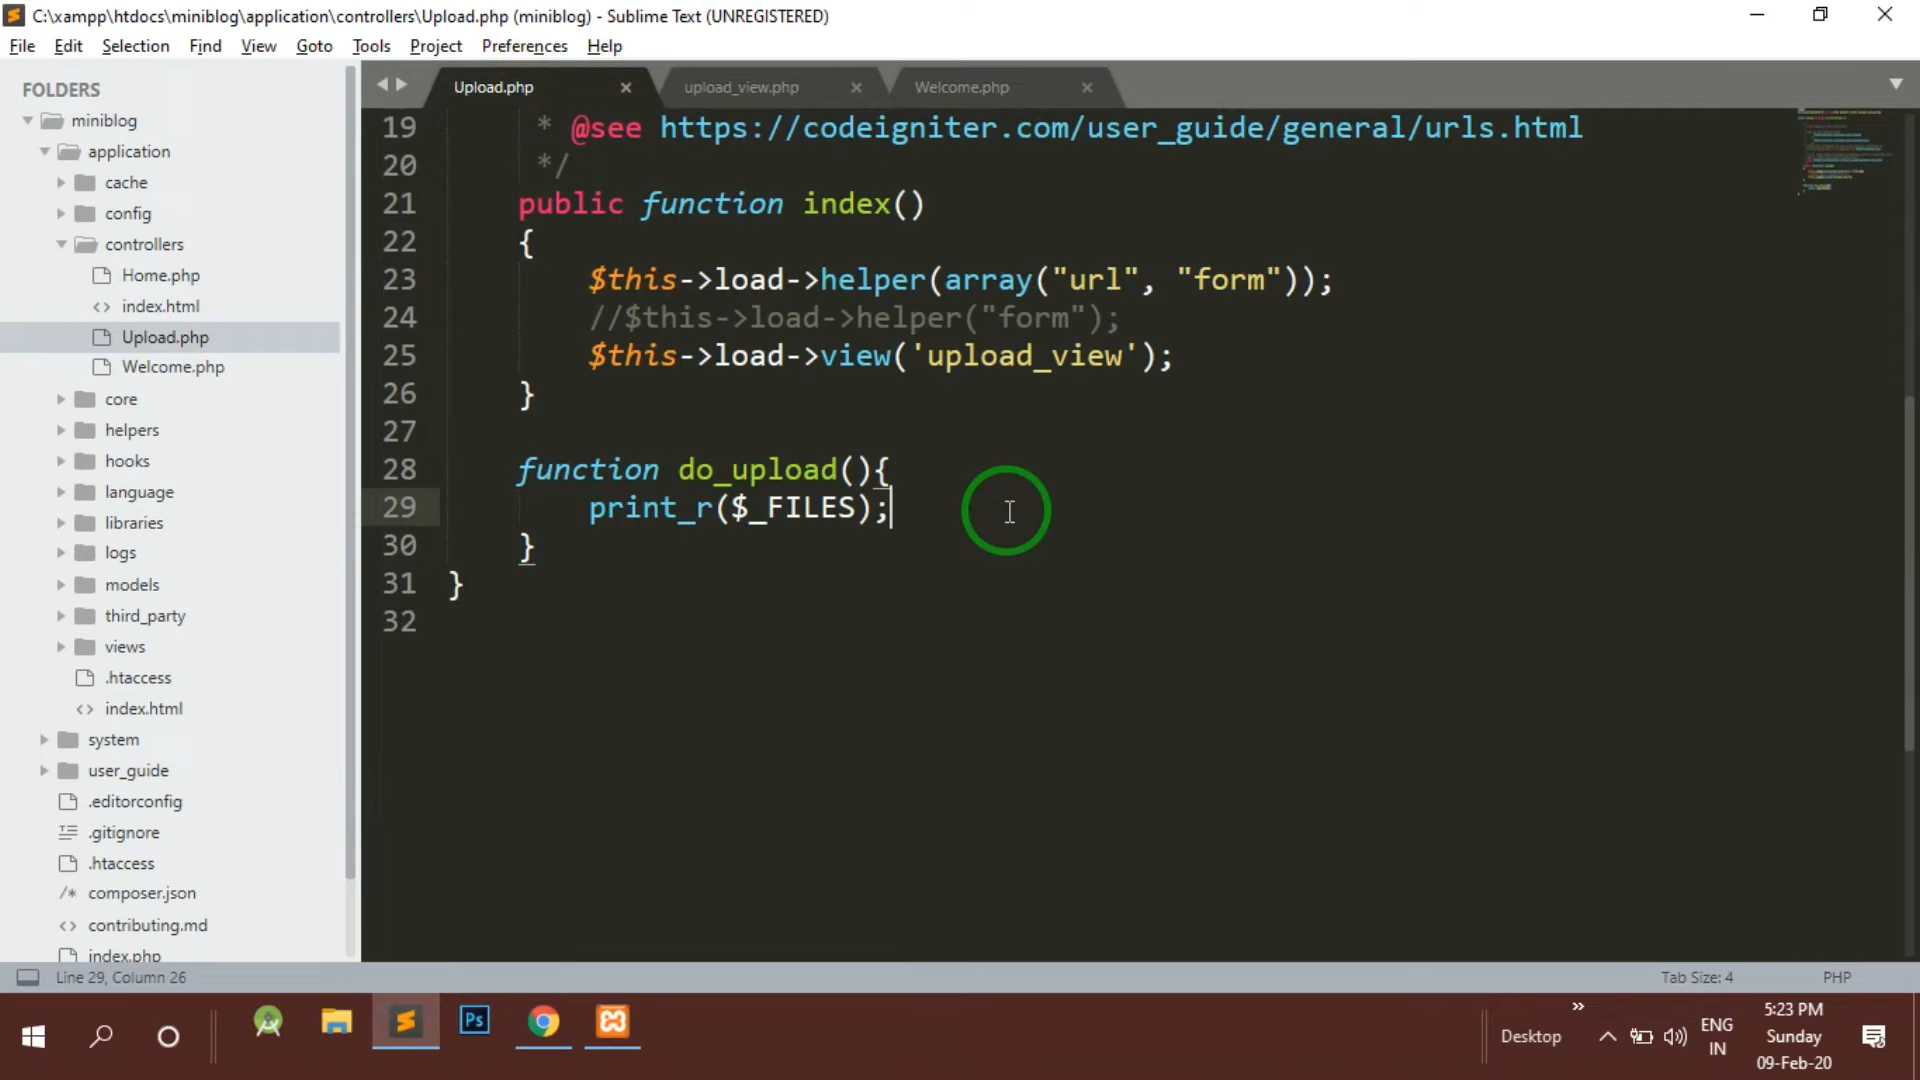 C:\xampp\htdocs\miniblog\application\controllers\Upload.php (miniblog) - Sublime Text (UNREGISTERED)
File Edit Selection Find View Goto Tools Project Preferences Help
FOLDERS
miniblog
application
cache
config
controllers
Home.php
<> index.html
Upload.php
Welcome.php
core
helpers
hooks
language
libraries
logs
models
third_party
views
.htaccess
<> index.html
system
user_guide
.editorconfig
.gitignore
.htaccess
/* composer.json
<> contributing.md
index.php
Upload.php × upload_view.php × Welcome.php ×
19 * @see https://codeigniter.com/user_guide/general/urls.html
20 */
21 public function index()
22 {
23 $this->load->helper(array("url", "form"));
24 //$this->load->helper("form");
25 $this->load->view('upload_view');
26 }
27
28 function do_upload(){
29 print_r($_FILES);
30 }
31 }
32
Line 29, Column 26 Tab Size: 4 PHP
Ps
Desktop
»
ENG
IN
5:23 PM
Sunday
09-Feb-20